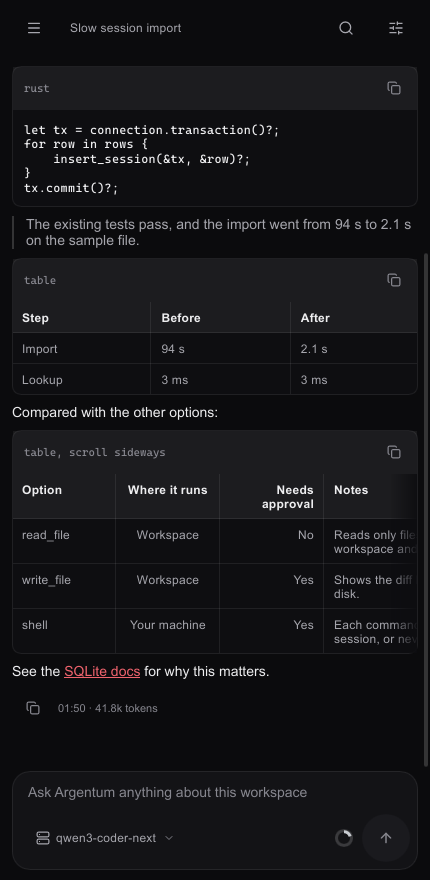 Slow session import
rust
let tx = connection.transaction()?;
for row in rows {
    insert_session(&tx, &row)?;
}
tx.commit()?;
The existing tests pass, and the import went from 94 s to 2.1 s
on the sample file.
table
Step Before After
Import 94 s 2.1 s
Lookup 3 ms 3 ms
Compared with the other options:
table, scroll sideways
Option Where it runs Needs approval Notes
read_file Workspace No Reads only file
workspace and
write_file Workspace Yes Shows the diff
disk.
shell Your machine Yes Each comman
session, or
See the SQLite docs for why this matters.
01:50 · 41.8k tokens
Ask Argentum anything about this workspace
qwen3-coder-next